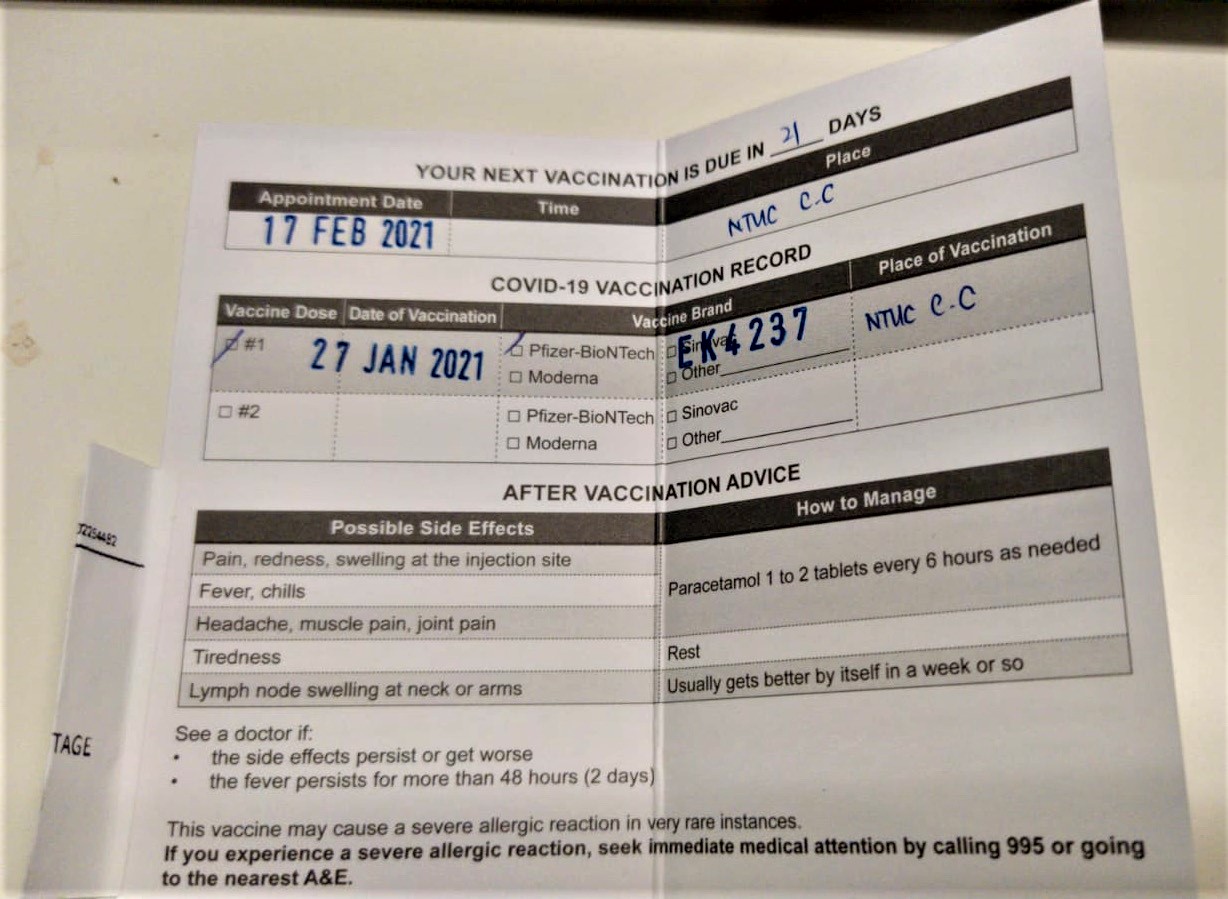 YOUR NEXT VACCINATION IS DUE IN 21 DAYS
Appointment Date Time Place
17 FEB 2021 NTUC C.C
COVID-19 VACCINATION RECORD
Vaccine Dose Date of Vaccination Vaccine Brand Place of Vaccination
#1 27 JAN 2021 Pfizer-BioNTech Sinovac EK4237 NTUC C.C
Moderna Other
#2 Pfizer-BioNTech Sinovac
Moderna Other
AFTER VACCINATION ADVICE
Possible Side Effects How to Manage
Pain, redness, swelling at the injection site
Fever, chills Paracetamol 1 to 2 tablets every 6 hours as needed
Headache, muscle pain, joint pain
Tiredness Rest
Lymph node swelling at neck or arms Usually gets better by itself in a week or so
See a doctor if:
• the side effects persist or get worse
• the fever persists for more than 48 hours (2 days)
This vaccine may cause a severe allergic reaction in very rare instances.
If you experience a severe allergic reaction, seek immediate medical attention by calling 995 or going
to the nearest A&E.
TAGE